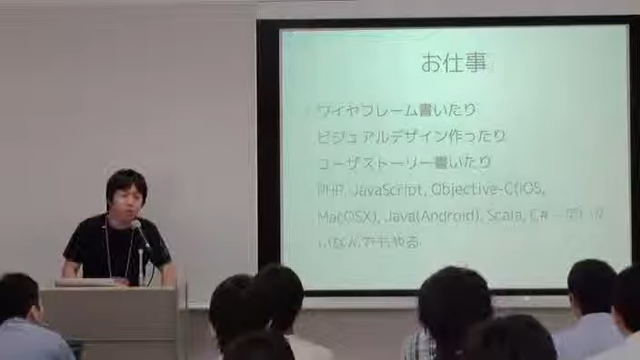 お仕事
ワイヤフレーム書いたり
ビジュアルデザイン作ったり
ユーザストーリー書いたり
PHP, JavaScript, Objective-C(iOS,
Mac(OSX), Java(Android), Scala, C#
なんでもやる